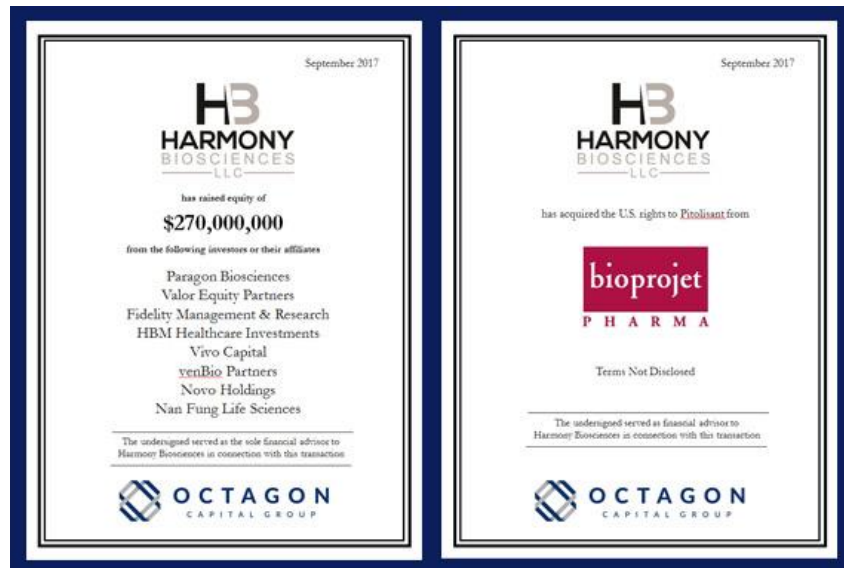 September 2017
HB
HARMONY
BIOSCIENCES
LLC
has raised equity of
$270,000,000
from the following investors or their affiliates
Paragon Biosciences
Valor Equity Partners
Fidelity Management & Research
HBM Healthcare Investments
Vivo Capital
venBio Partners
Novo Holdings
Nan Fung Life Sciences
The undersigned served as the sole financial advisor to
Harmony Biosciences in connection with this transaction
OCTAGON
CAPITAL GROUP
September 2017
HB
HARMONY
BIOSCIENCES
LLC
has acquired the U.S. rights to Pitolisant from
bioprojet
PHARMA
Terms Not Disclosed
The undersigned served as financial advisor to
Harmony Biosciences in connection with this transaction
OCTAGON
CAPITAL GROUP